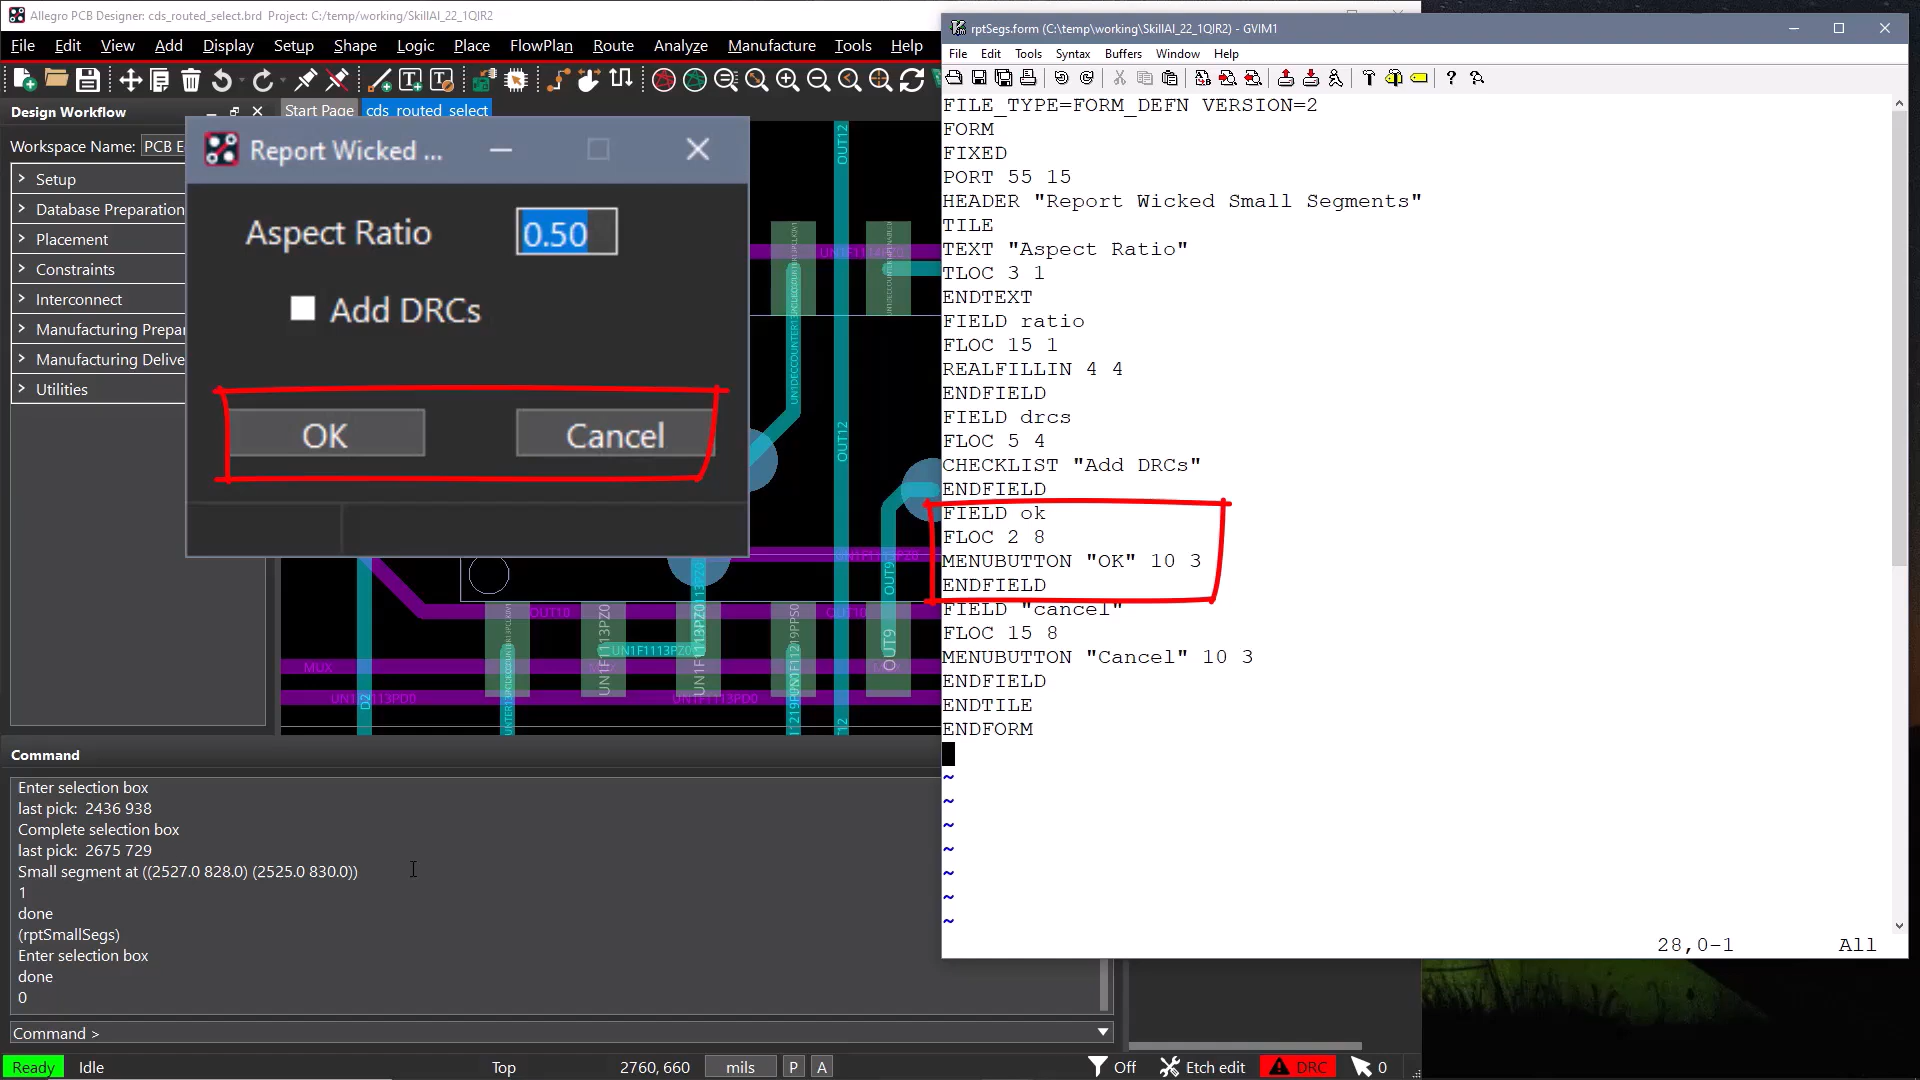 Allegro PCB Designer: cds_routed_select.brd Project: C:/temp/working/SkillAI_22_1QIR2
File Edit View Add Display Setup Shape Logic Place FlowPlan Route Analyze Manufacture Tools Help
Design Workflow
Start Page cds_routed_select
Workspace Name: PCB E
Setup
Database Preparation
Placement
Constraints
Interconnect
Manufacturing Prepar
Manufacturing Delive
Utilities
Report Wicked ...
Aspect Ratio 0.50
Add DRCs
OK Cancel
OUT12
OUT12
OUT9
OUT9
OUT10
OUT10
MUX
Command
Enter selection box
last pick: 2436 938
Complete selection box
last pick: 2675 729
Small segment at ((2527.0 828.0) (2525.0 830.0))
1
done
(rptSmallSegs)
Enter selection box
done
0
Command >
Ready Idle Top 2760, 660 mils P A Off Etch edit DRC 0
rptSegs.form (C:\temp\working\SkillAI_22_1QIR2) - GVIM1
File Edit Tools Syntax Buffers Window Help
FILE_TYPE=FORM_DEFN VERSION=2
FORM
FIXED
PORT 55 15
HEADER "Report Wicked Small Segments"
TILE
TEXT "Aspect Ratio"
TLOC 3 1
ENDTEXT
FIELD ratio
FLOC 15 1
REALFILLIN 4 4
ENDFIELD
FIELD drcs
FLOC 5 4
CHECKLIST "Add DRCs"
ENDFIELD
FIELD ok
FLOC 2 8
MENUBUTTON "OK" 10 3
ENDFIELD
FIELD "cancel"
FLOC 15 8
MENUBUTTON "Cancel" 10 3
ENDFIELD
ENDTILE
ENDFORM
~
~
~
~
~
~
~
28,0-1 All